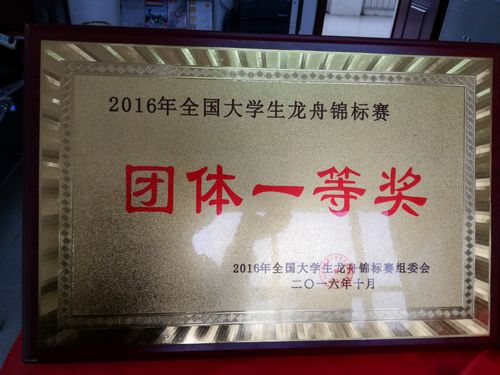 2016年全国大学生龙舟锦标赛
团体一等奖
2016年全国大学生龙舟锦标赛组委会
二〇一六年十月